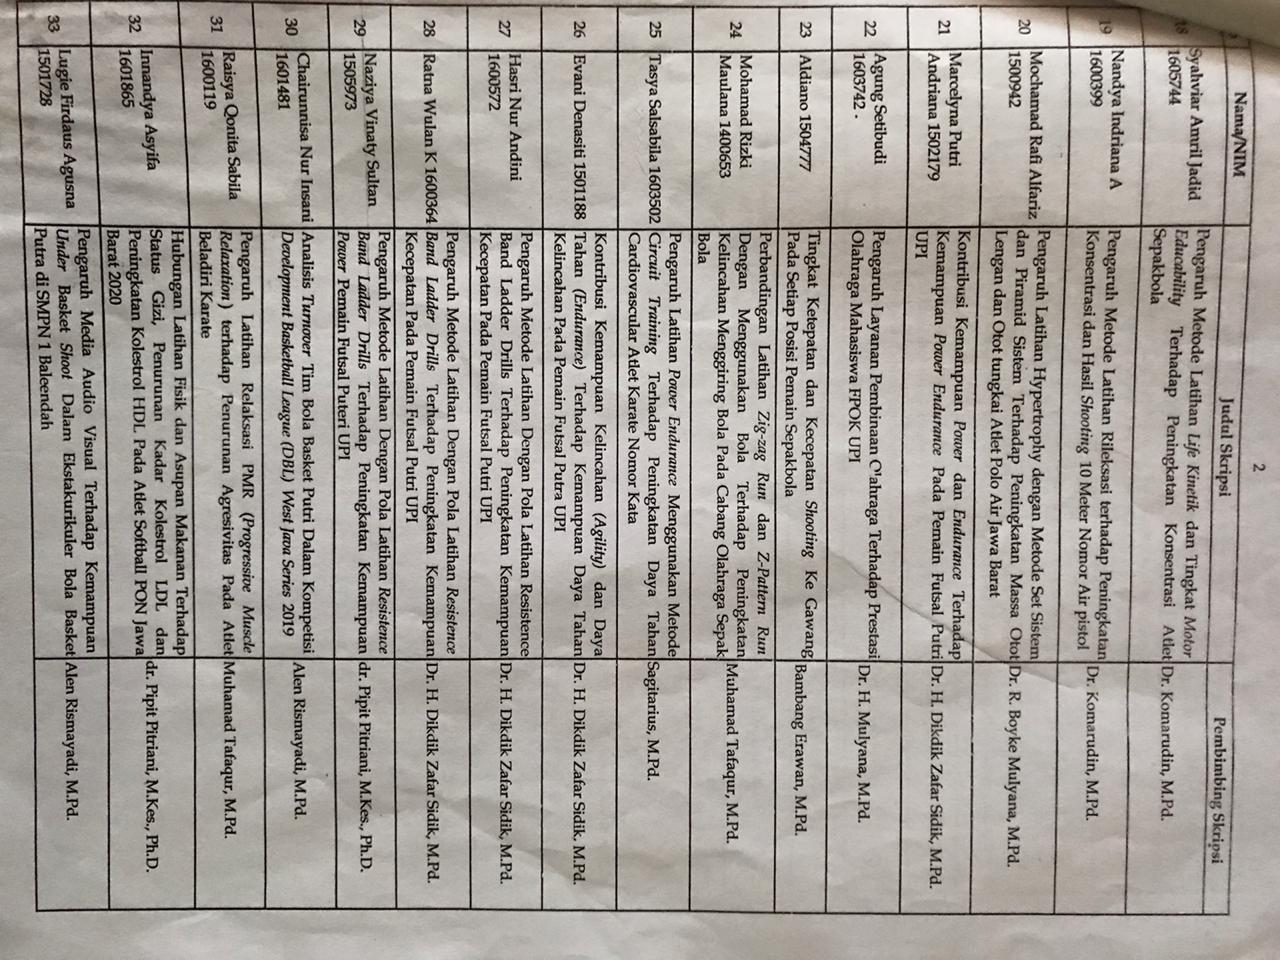 2
Nama/NIM
Judul Skripsi
Pembimbing Skripsi
18
Syahviar Amril Jadid
1605744
Pengaruh Metode Latihan Life Kinetik dan Tingkat Motor
Educability Terhadap Peningkatan Konsentrasi Atlet
Sepakbola
Dr. Komarudin, M.Pd.
19
Nandya Indriana A
1600399
Pengaruh Metode Latihan Rileksasi terhadap Peningkatan
Konsentrasi dan Hasil Shooting 10 Meter Nomor Air pistol
Dr. Komarudin, M.Pd.
20
Mochamad Rafi Alfariz
1500942
Pengaruh Latihan Hypertrophy dengan Metode Set Sistem
dan Piramid Sistem Terhadap Peningkatan Massa Otot
Lengan dan Otot tungkai Atlet Polo Air Jawa Barat
Dr. R. Boyke Mulyana, M.Pd.
21
Marcelyna Putri
Andriana 1502179
Kontribusi Kemampuan Power dan Endurance Terhadap
Kemampuan Power Endurance Pada Pemain Futsal Putri
UPI
Dr. H. Dikdik Zafar Sidik, M.Pd.
22
Agung Setibudi
1603742 .
Pengaruh Layanan Pembinaan Olahraga Terhadap Prestasi
Olahraga Mahasiswa FPOK UPI
Dr. H. Mulyana, M.Pd.
23
Aldiano 1504777
Tingkat Ketepatan dan Kecepatan Shooting Ke Gawang
Pada Setiap Posisi Pemain Sepakbola
Bambang Erawan, M.Pd.
24
Mohamad Rizki
Maulana 1400653
Perbandingan Latihan Zig-zag Run dan Z-Pattern Run
Dengan Menggunakan Bola Terhadap Peningkatan
Kelincahan Menggiring Bola Pada Cabang Olahraga Sepak
Bola
Muhamad Tafaqur, M.Pd.
25
Tasya Salsabila 1603502
Pengaruh Latihan Power Endurance Menggunakan Metode
Circuit Training Terhadap Peningkatan Daya Tahan
Cardiovascular Atlet Karate Nomor Kata
Sagitarius, M.Pd.
26
Evani Denasiti 1501188
Kontribusi Kemampuan Kelincahan (Agility) dan Daya
Tahan (Endurance) Terhadap Kemampuan Daya Tahan
Kelincahan Pada Pemain Futsal Putra UPI
Dr. H. Dikdik Zafar Sidik, M.Pd.
27
Hasri Nur Andini
1600572
Pengaruh Metode Latihan Dengan Pola Latihan Resistence
Band Ladder Drills Terhadap Peningkatan Kemampuan
Kecepatan Pada Pemain Futsal Putri UPI
Dr. H. Dikdik Zafar Sidik, M.Pd.
28
Ratna Wulan K 1600364
Pengaruh Metode Latihan Dengan Pola Latihan Resistence
Band Ladder Drills Terhadap Peningkatan Kemampuan
Kecepatan Pada Pemain Futsal Putri UPI
Dr. H. Dikdik Zafar Sidik, M.Pd.
29
Naziya Vinaty Sultan
1505973
Pengaruh Metode Latihan Dengan Pola Latihan Resistence
Band Ladder Drills Terhadap Peningkatan Kemampuan
Power Pemain Futsal Puteri UPI
dr. Pipit Pitriani, M.Kes., Ph.D.
30
Chairunnisa Nur Insani
1601481
Analisis Turnover Tim Bola Basket Putri Dalam Kompetisi
Development Basketball League (DBL) West Java Series 2019
Alen Rismayadi, M.Pd.
31
Raisya Qonita Sabila
1600119
Pengaruh Latihan Relaksasi PMR (Progressive Muscle
Relaxation) terhadap Penurunan Agresivitas Pada Atlet
Beladiri Karate
Muhamad Tafaqur, M.Pd.
32
Innandya Asyifa
1601865
Hubungan Latihan Fisik dan Asupan Makanan Terhadap
Status Gizi, Penurunan Kadar Kolestrol LDL dan
Peningkatan Kolestrol HDL Pada Atlet Softball PON Jawa
Barat 2020
dr. Pipit Pitriani, M.Kes., Ph.D.
33
Lugie Firdaus Agusna
1501728
Pengaruh Media Audio Visual Terhadap Kemampuan
Under Basket Shoot Dalam Ekstakurikuler Bola Basket
Putra di SMPN 1 Baleendah
Alen Rismayadi, M.Pd.